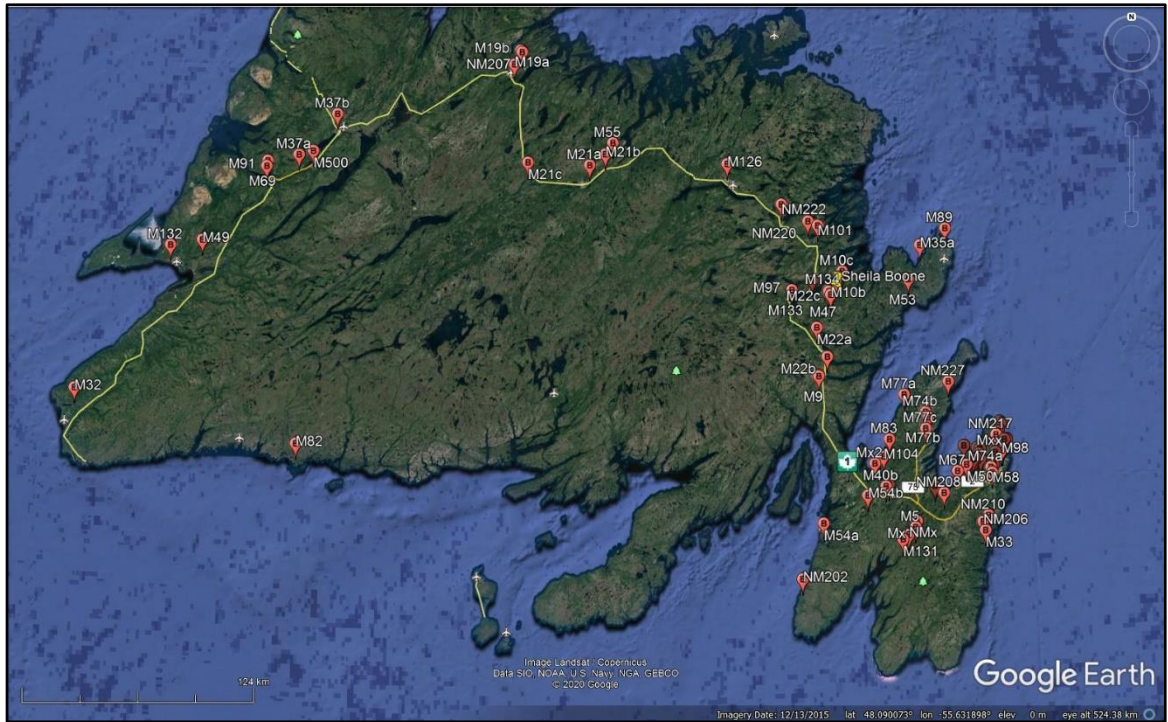 N
M19b
NM207
M19a
M37b
M55
M37a
M21a
M21b
M91
M500
M21c
M126
M69
NM222
M89
M132
M49
NM220
M101
M35a
M10c
Sheila Boone
M97
M22c
M10b
M53
M133
M47
M22a
M32
M22b
M9
M77a
NM227
M74b
M77c
M82
M83
M77b
NM217
Mxx
M98
Mx2
M104
1
M67
M74a
M40b
M50
M58
75
NM208
M54b
NM210
M54a
M5
NMx
NM206
Mx
M33
M131
NM202
Image Landsat / Copernicus
Data SIO, NOAA, U.S. Navy, NGA, GEBCO
© 2020 Google
Google Earth
124 km
Imagery Date: 12/13/2015 lat 48.090073° lon -55.631898° elev 0 m eye alt 524.38 km